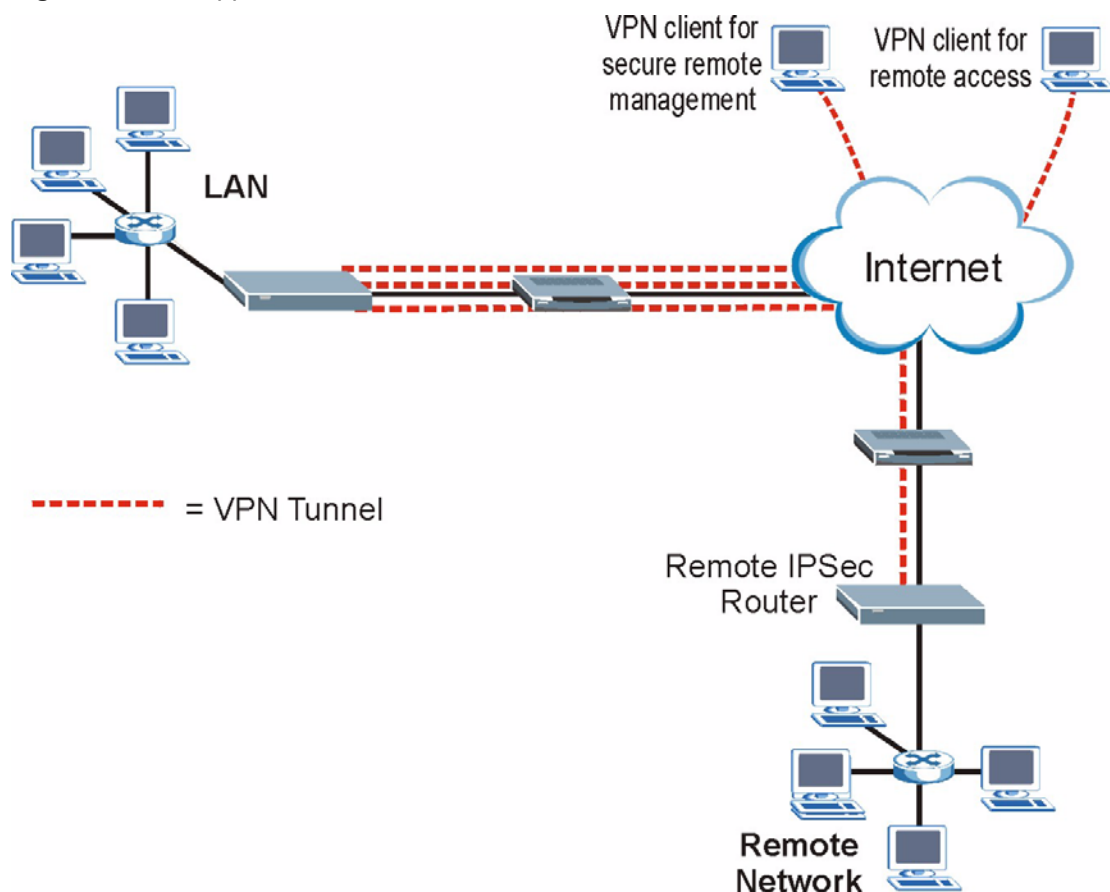 VPN client for
secure remote
management
VPN client for
remote access
LAN
Internet
= VPN Tunnel
Remote IPSec
Router
Remote
Network